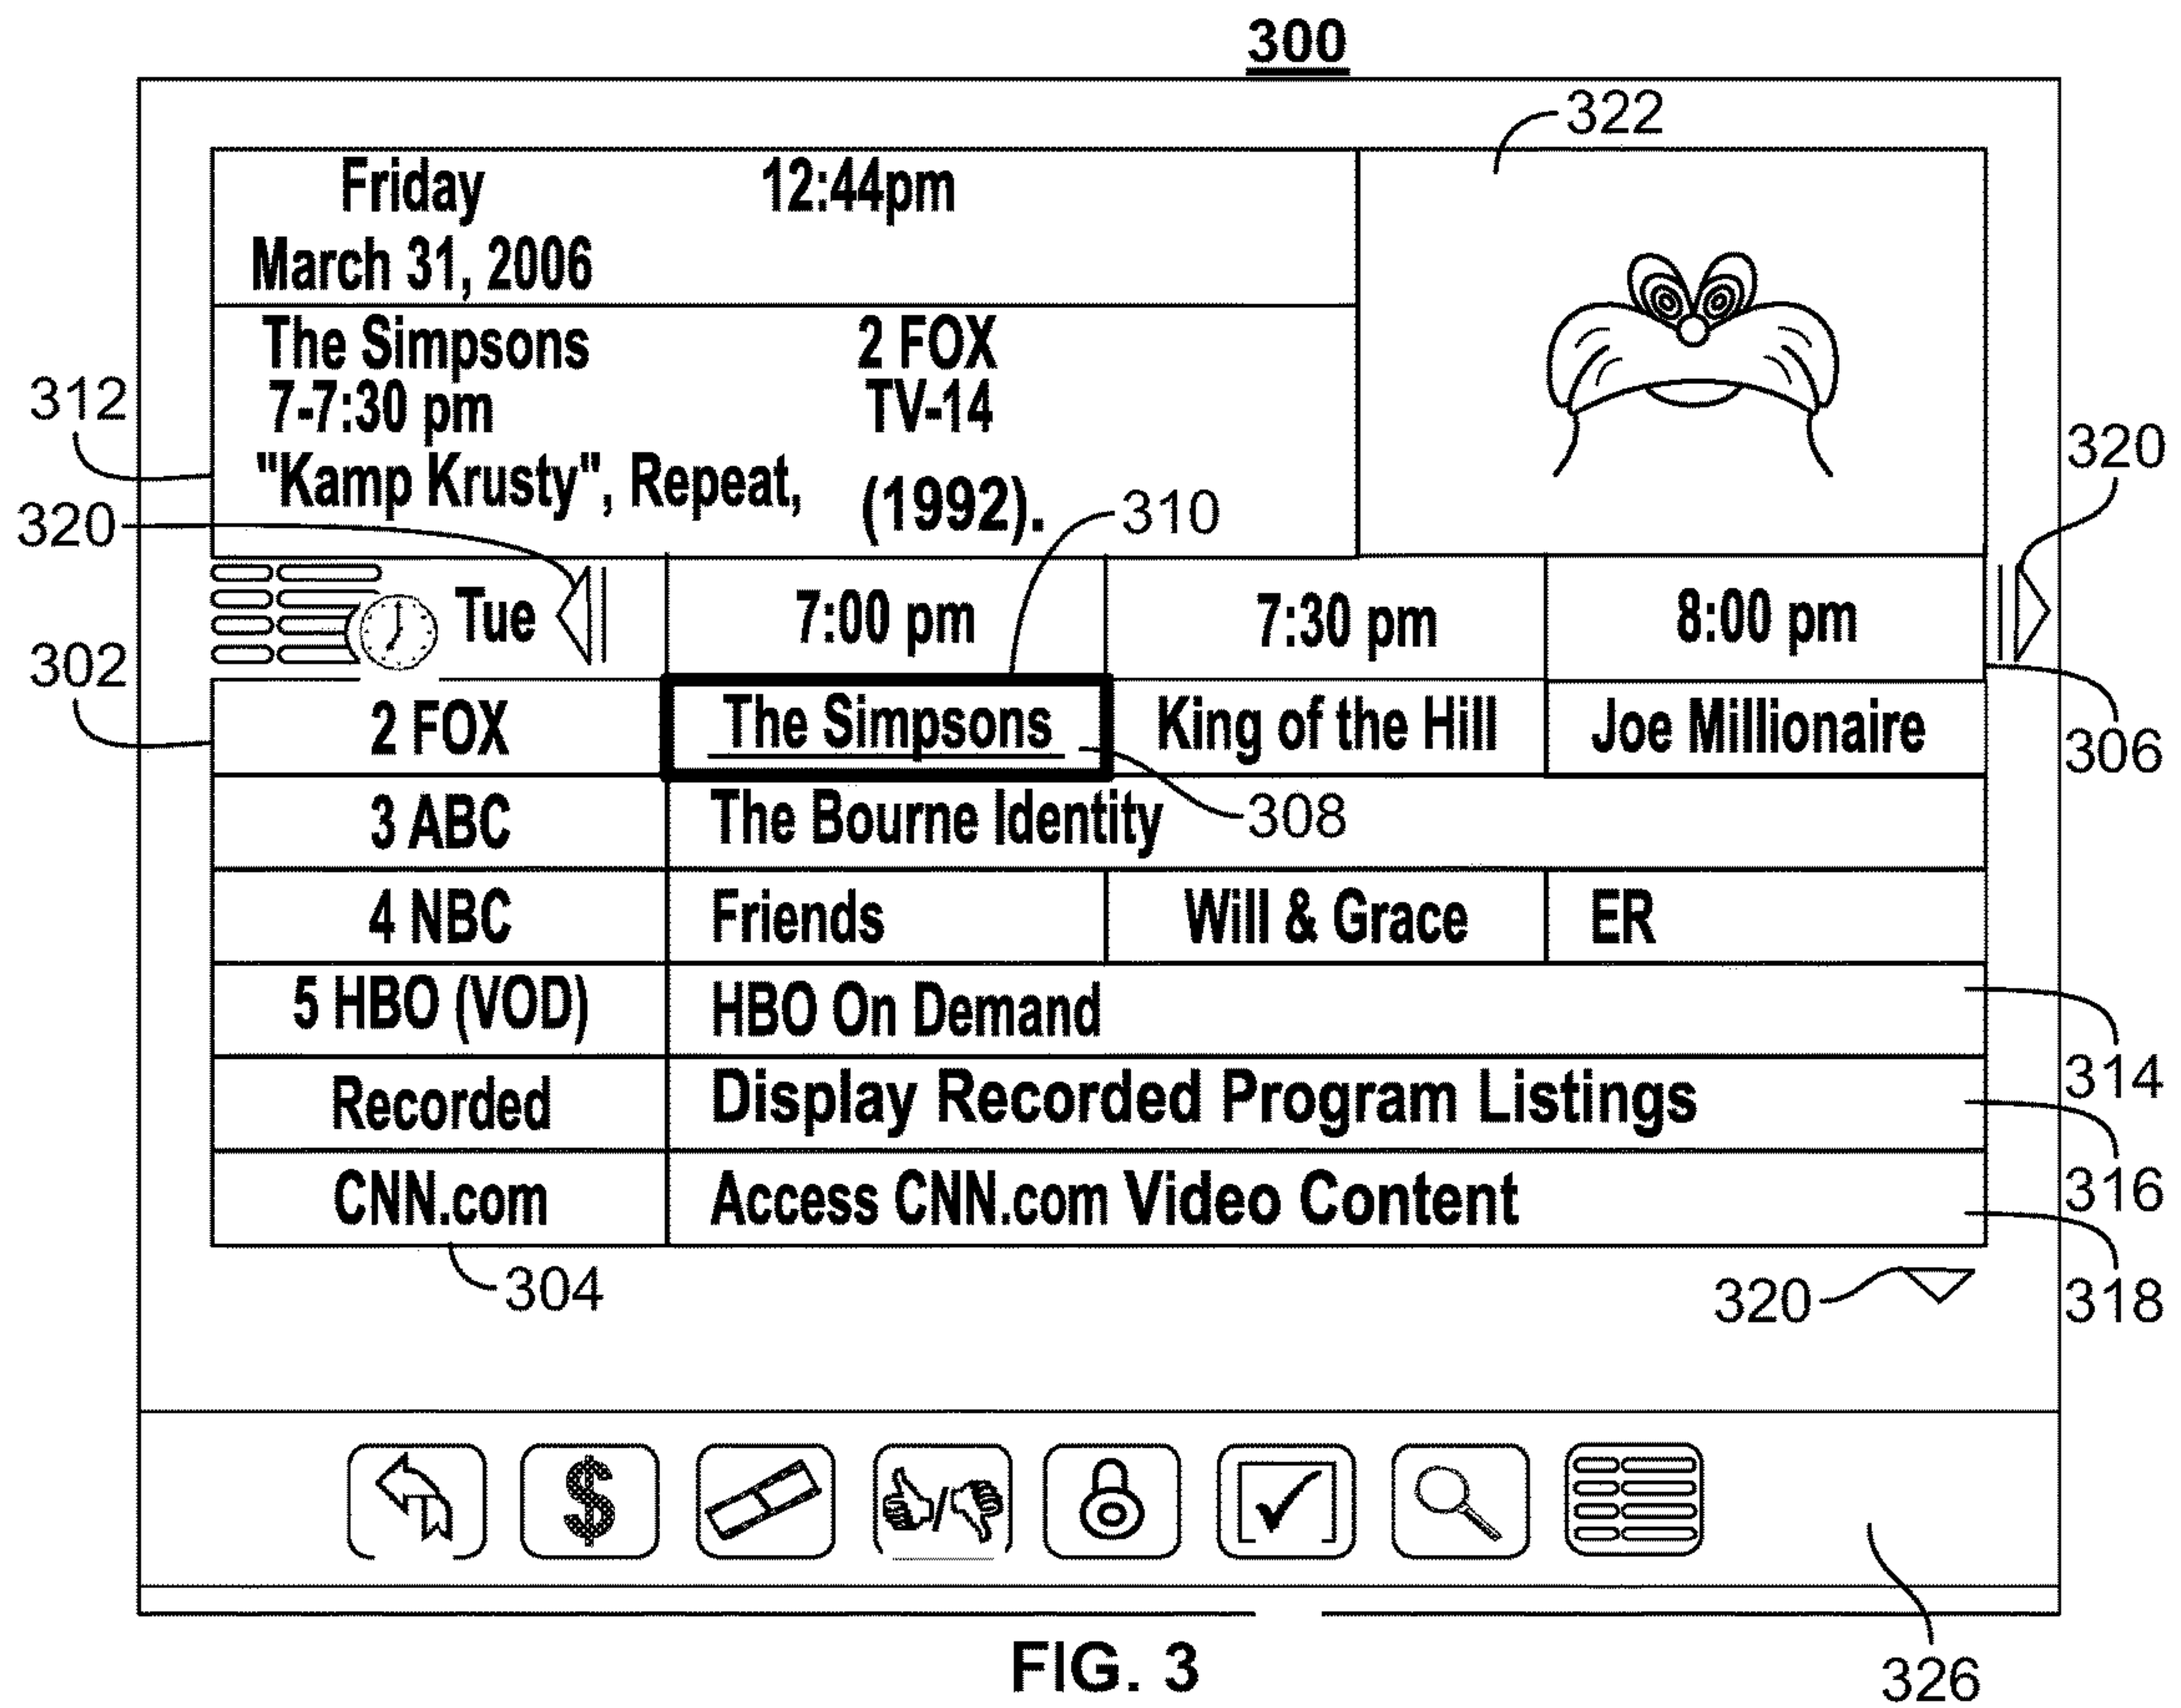 300
322
Friday 12:44pm
March 31, 2006
The Simpsons 2 FOX
312 7-7:30 pm TV-14
320
"Kamp Krusty", Repeat, (1992).
320 310
Tue 7:00 pm 7:30 pm 8:00 pm
302
2 FOX The Simpsons King of the Hill Joe Millionaire
306
3 ABC The Bourne Identity 308
4 NBC Friends Will & Grace ER
5 HBO (VOD) HBO On Demand
314
Recorded Display Recorded Program Listings
316
CNN.com Access CNN.com Video Content
304 320 318
$ /
FIG. 3
326